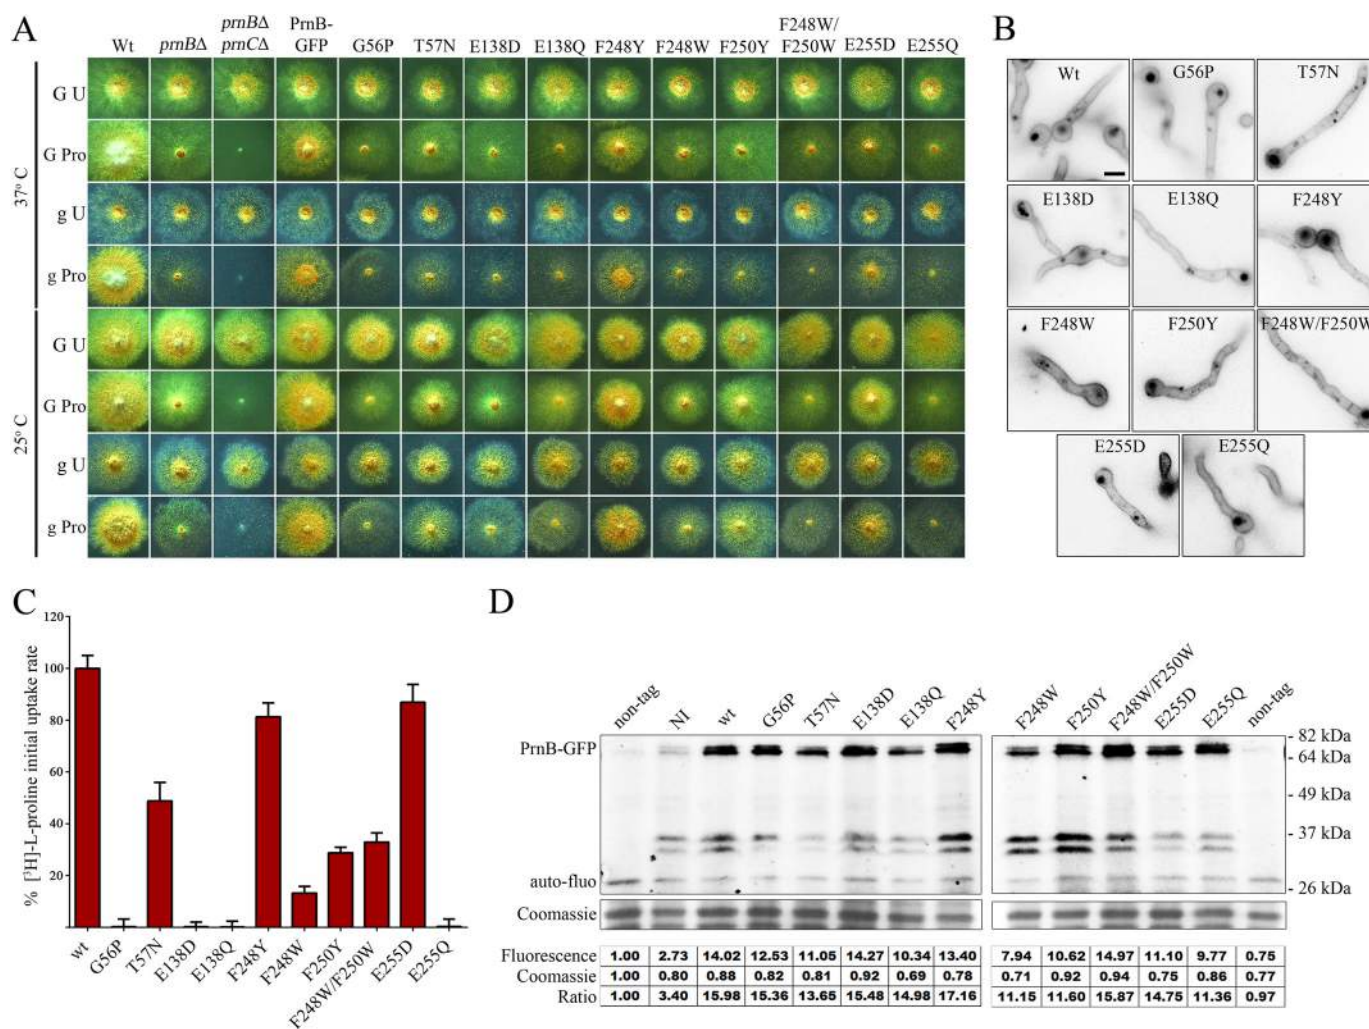 A
Wt
prnBΔ
prnBΔ
prnCΔ
PrnB-
GFP
G56P
T57N
E138D
E138Q
F248Y
F248W
F250Y
F248W/
F250W
E255D
E255Q
37º C
G U
G Pro
g U
g Pro
25º C
G U
G Pro
g U
g Pro
B
Wt
G56P
T57N
E138D
E138Q
F248Y
F248W
F250Y
F248W/F250W
E255D
E255Q
C
% [³H]-L-proline initial uptake rate
120
100
80
60
40
20
wt
G56P
T57N
E138D
E138Q
F248Y
F248W
F250Y
F248W/F250W
E255D
E255Q
D
non-tag
NI
wt
G56P
T57N
E138D
E138Q
F248Y
F248W
F250Y
F248W/F250W
E255D
E255Q
non-tag
PrnB-GFP
auto-fluo
Coomassie
- 82 kDa
- 64 kDa
- 49 kDa
- 37 kDa
- 26 kDa
Fluorescence 1.00 2.73 14.02 12.53 11.05 14.27 10.34 13.40 7.94 10.62 14.97 11.10 9.77 0.75
Coomassie 1.00 0.80 0.88 0.82 0.81 0.92 0.69 0.78 0.71 0.92 0.94 0.75 0.86 0.77
Ratio 1.00 3.40 15.98 15.36 13.65 15.48 14.98 17.16 11.15 11.60 15.87 14.75 11.36 0.97